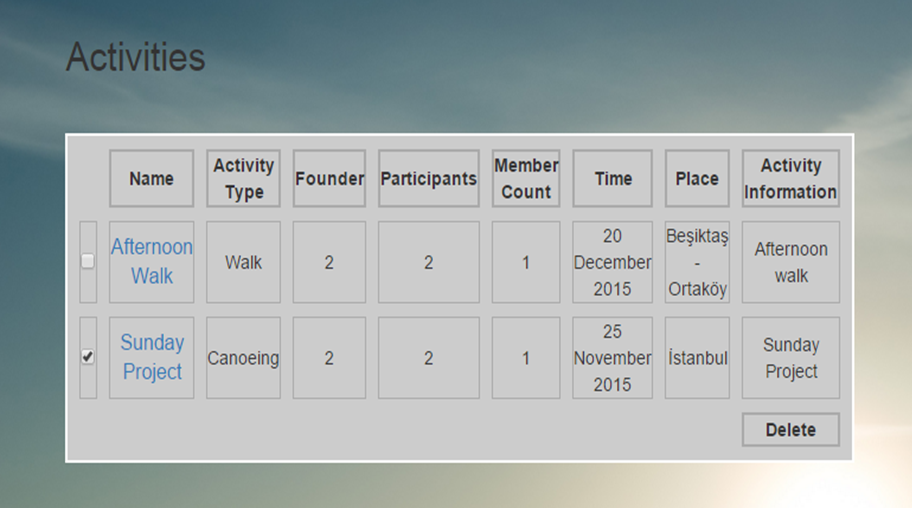 Activities
Name Activity Type Founder Participants Member Count Time Place Activity Information
Afternoon Walk Walk 2 2 1 20 December 2015 Beşiktaş - Ortaköy Afternoon walk
Sunday Project Canoeing 2 2 1 25 November 2015 İstanbul Sunday Project
Delete